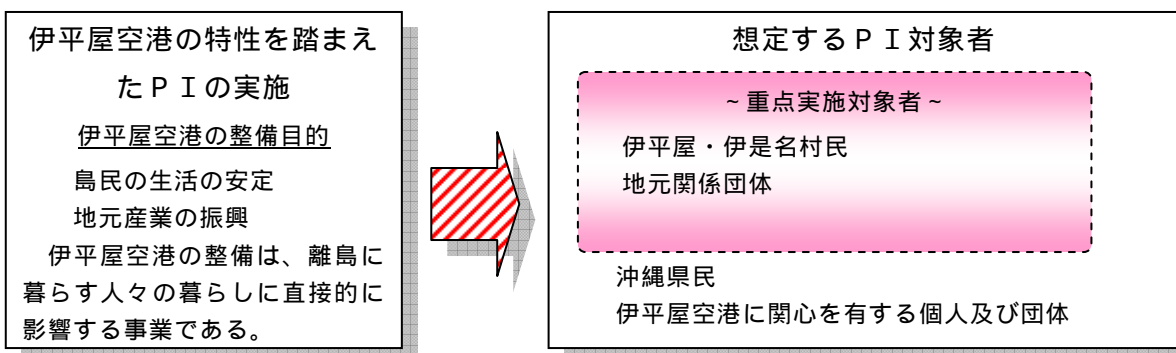 伊平屋空港の特性を踏まえ
たＰＩの実施
伊平屋空港の整備目的
島民の生活の安定
地元産業の振興
伊平屋空港の整備は、離島に
暮らす人々の暮らしに直接的に
影響する事業である。
想定するＰＩ対象者
~重点実施対象者~
伊平屋・伊是名村民
地元関係団体
沖縄県民
伊平屋空港に関心を有する個人及び団体